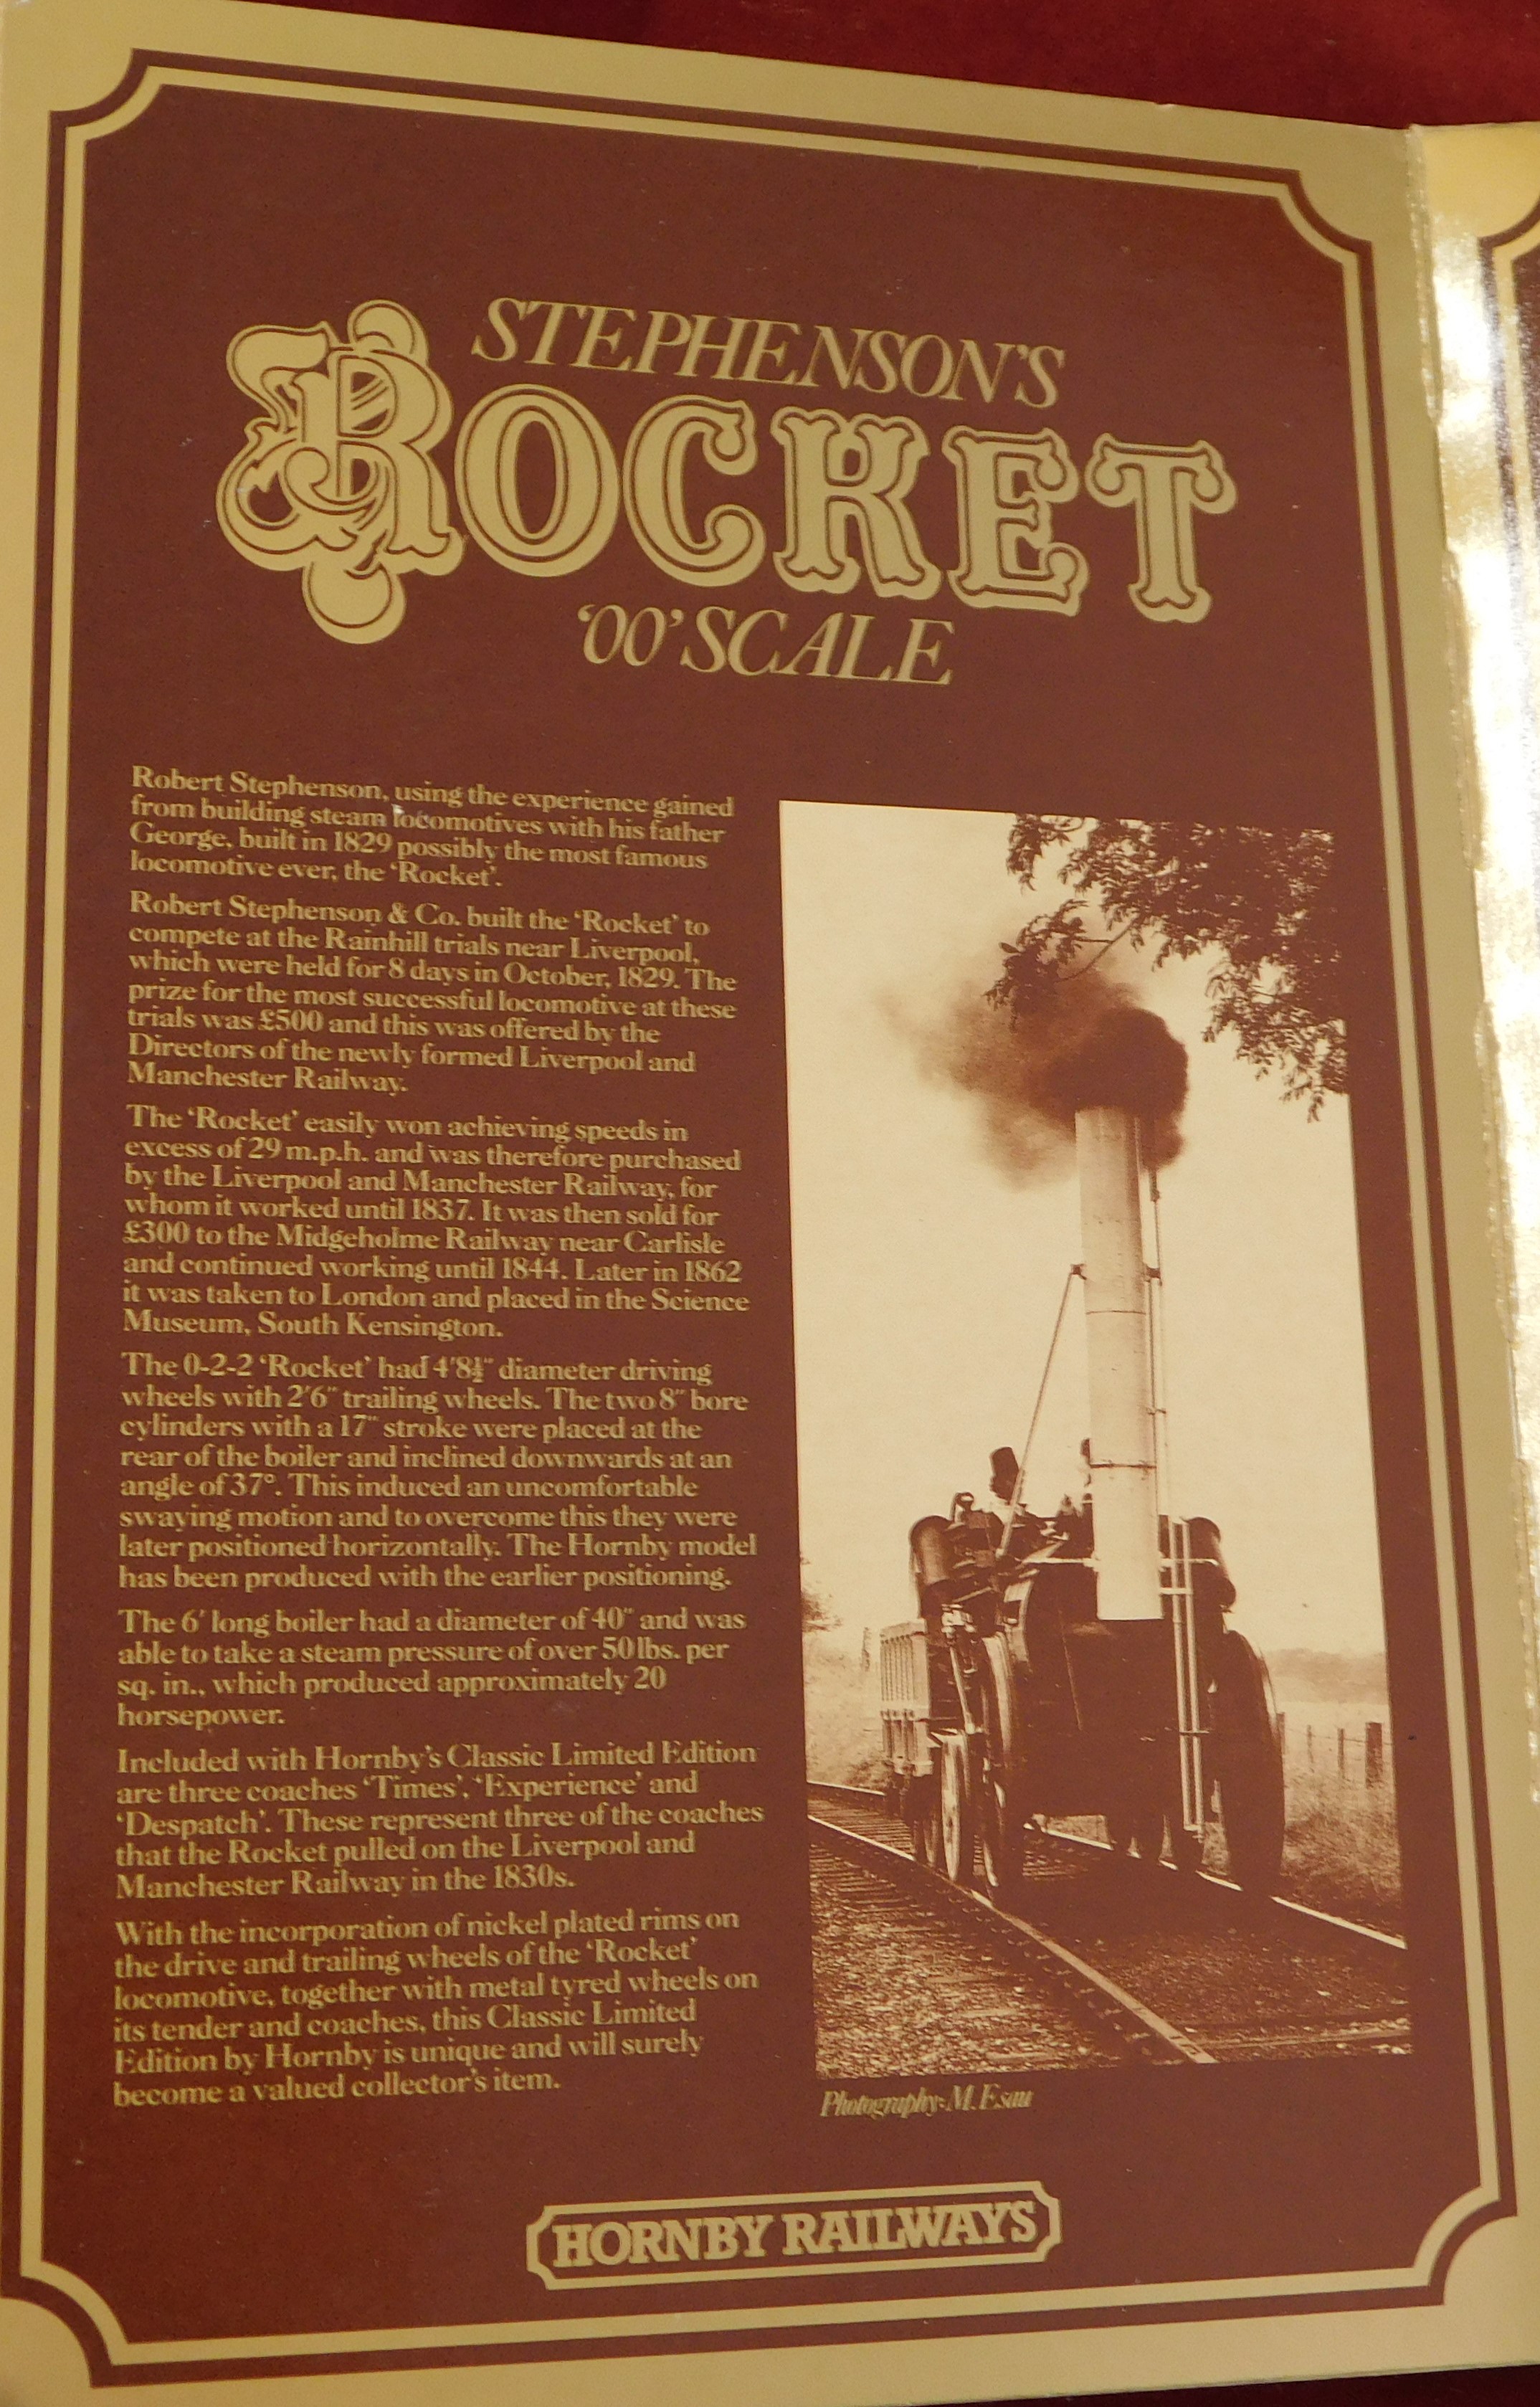 STEPHENSON'S
ROCKET
'00' SCALE
Robert Stephenson, using the experience gained
from building steam locomotives with his father
George, built in 1829 possibly the most famous
locomotive ever, the 'Rocket'.
Robert Stephenson & Co. built the 'Rocket' to
compete at the Rainhill trials near Liverpool,
which were held for 8 days in October, 1829. The
prize for the most successful locomotive at these
trials was £500 and this was offered by the
Directors of the newly formed Liverpool and
Manchester Railway.
The 'Rocket' easily won achieving speeds in
excess of 29 m.p.h. and was therefore purchased
by the Liverpool and Manchester Railway, for
whom it worked until 1837. It was then sold for
£300 to the Midgeholme Railway near Carlisle
and continued working until 1844. Later in 1862
it was taken to London and placed in the Science
Museum, South Kensington.
The 0-2-2 'Rocket' had 4'8½" diameter driving
wheels with 2'6" trailing wheels. The two 8" bore
cylinders with a 17" stroke were placed at the
rear of the boiler and inclined downwards at an
angle of 37°. This induced an uncomfortable
swaying motion and to overcome this they were
later positioned horizontally. The Hornby model
has been produced with the earlier positioning.
The 6' long boiler had a diameter of 40" and was
able to take a steam pressure of over 50 lbs. per
sq. in., which produced approximately 20
horsepower.
Included with Hornby's Classic Limited Edition
are three coaches 'Times', 'Experience' and
'Despatch'. These represent three of the coaches
that the Rocket pulled on the Liverpool and
Manchester Railway in the 1830s.
With the incorporation of nickel plated rims on
the drive and trailing wheels of the 'Rocket'
locomotive, together with metal tyred wheels on
its tender and coaches, this Classic Limited
Edition by Hornby is unique and will surely
become a valued collector's item.
Photography: M. Esau
HORNBY RAILWAYS